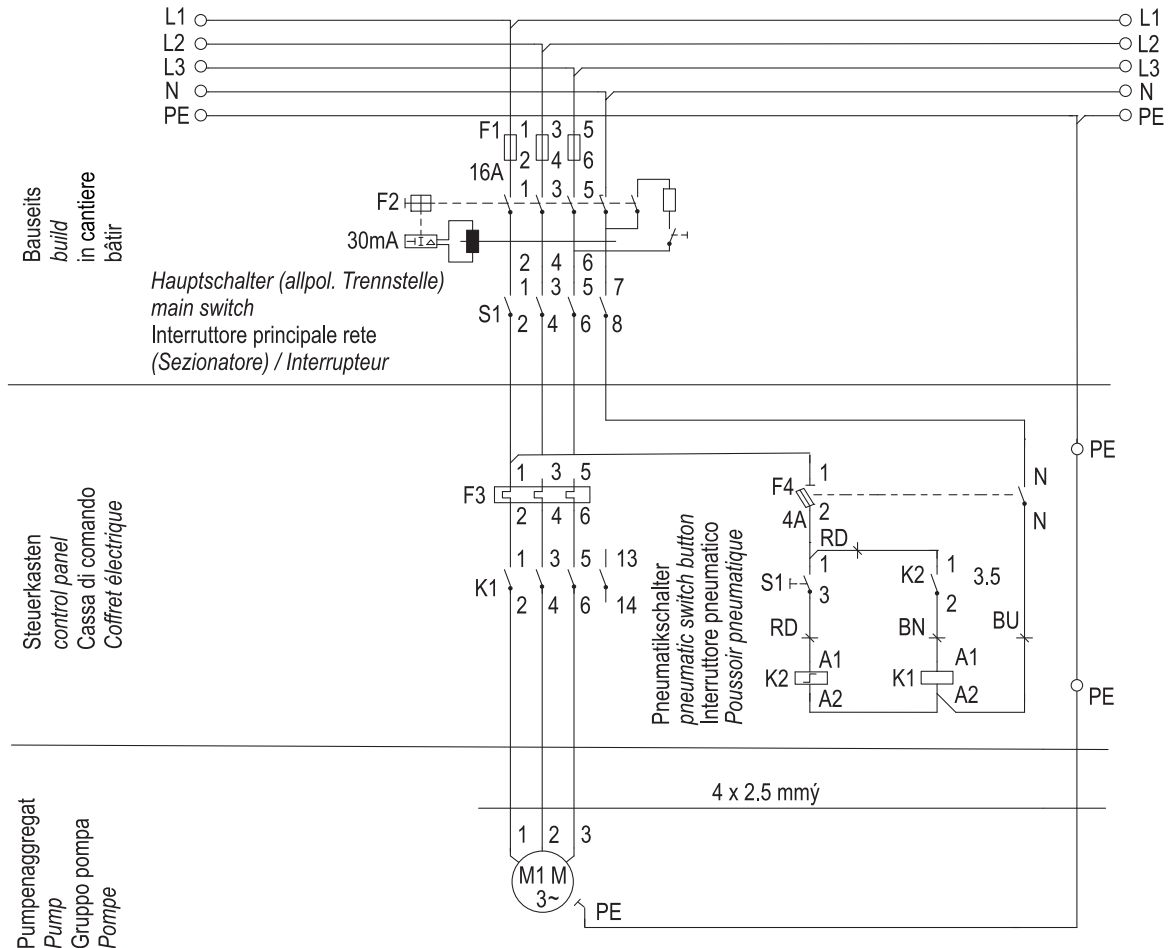 L1 L1
L2 L2
L3 L3
N N
PE PE
F1 1 3 5
2 4 6
16A
1 3 5
F2
30mA
2 4 6
Bauseits
build
in cantiere
bâtir
Hauptschalter (allpol. Trennstelle)
main switch
Interruttore principale rete
(Sezionatore) / Interrupteur
1 3 5 7
S1
2 4 6 8
Steuerkasten
control panel
Cassa di comando
Coffret électrique
1 3 5
F3
2 4 6
1 3 5 13
K1
2 4 6 14
Pneumatikschalter
pneumatic switch button
Interruttore pneumatico
Poussoir pneumatique
PE
1
F4
4A 2
N
N
RD
1
S1
3
K2 1
2
3.5
RD BN BU
K2 A1
A2
K1 A1
A2
PE
Pumpenaggregat
Pump
Gruppo pompa
Pompe
4 x 2.5 mmý
1 2 3
M1 M
3~
PE